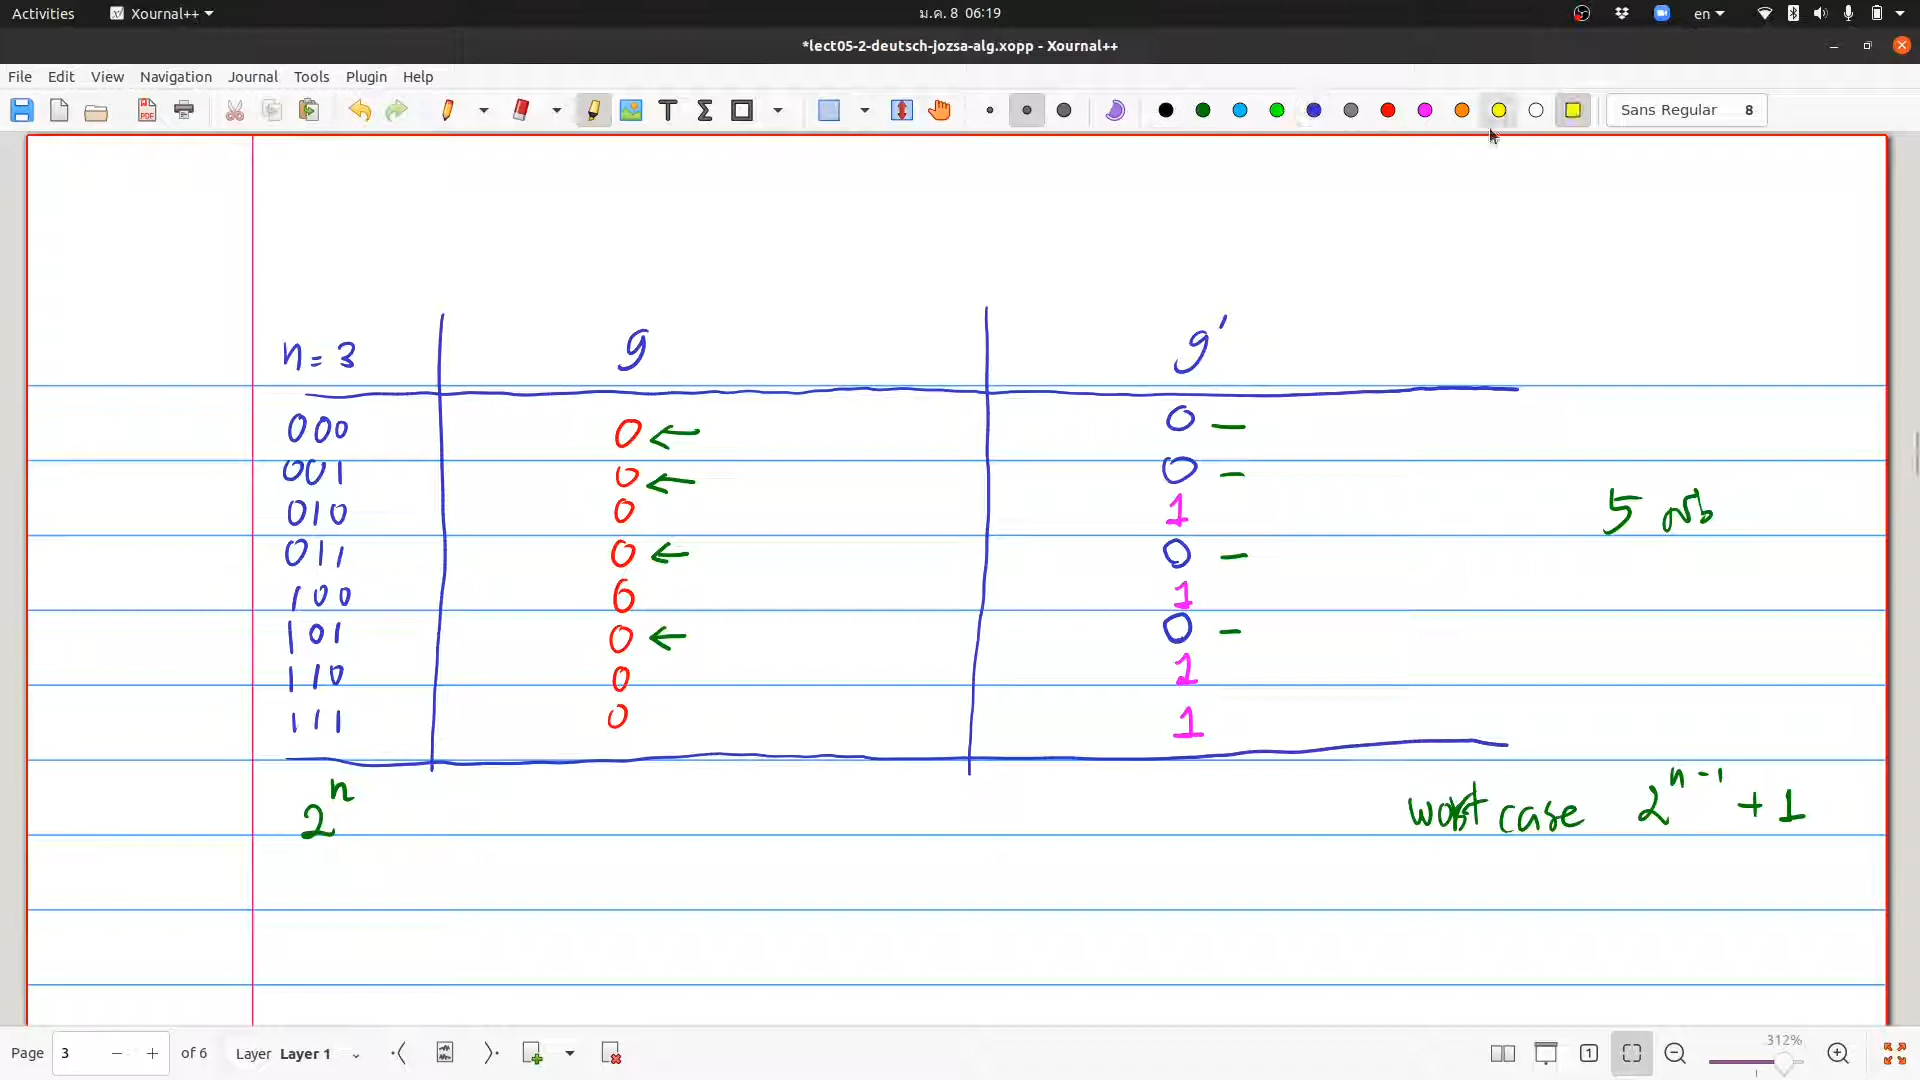 Activities Xournal++ ม.ค. 8 06:19 en
*lect05-2-deutsch-jozsa-alg.xopp - Xournal++
File Edit View Navigation Journal Tools Plugin Help
Sans Regular 8
n = 3 g g'
000 0 ← 0 –
001 0 ← 0 –
010 0 1
5
011 0 ← 0 –
100 0 1
101 0 ← 0 –
110 0 1
111 0 1
2^n
worst case 2^{n-1} + 1
Page 3 of 6 Layer Layer 1 1 312%